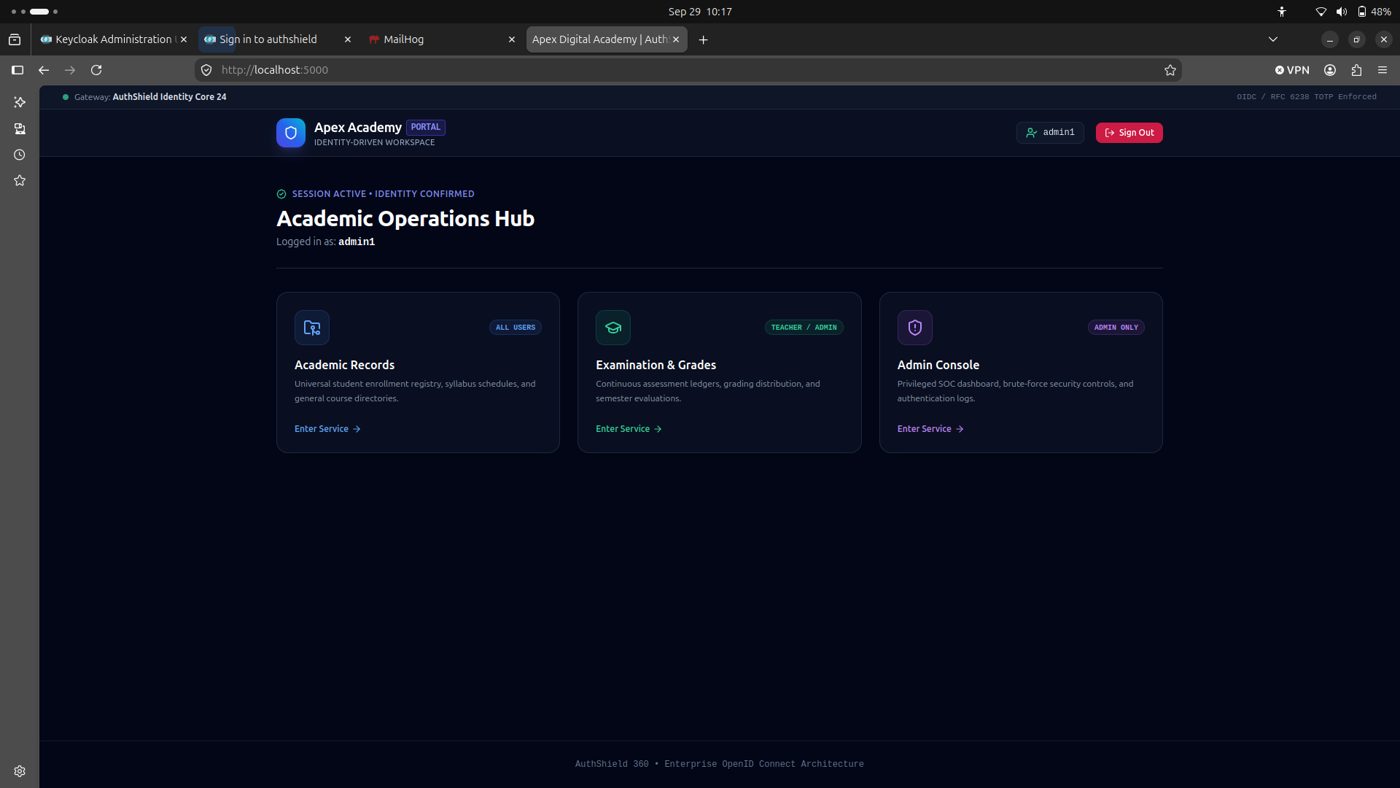 Sep 29 10:17
48%
Keycloak Administration
Sign in to authshield
MailHog
Apex Digital Academy | Auth
http://localhost:5000
VPN
Gateway: AuthShield Identity Core 24
OIDC / RFC 6238 TOTP Enforced
Apex Academy PORTAL
IDENTITY-DRIVEN WORKSPACE
admin1
Sign Out
SESSION ACTIVE • IDENTITY CONFIRMED
Academic Operations Hub
Logged in as: admin1
ALL USERS
Academic Records
Universal student enrollment registry, syllabus schedules, and
general course directories.
Enter Service →
TEACHER / ADMIN
Examination & Grades
Continuous assessment ledgers, grading distribution, and
semester evaluations.
Enter Service →
ADMIN ONLY
Admin Console
Privileged SOC dashboard, brute-force security controls, and
authentication logs.
Enter Service →
AuthShield 360 • Enterprise OpenID Connect Architecture